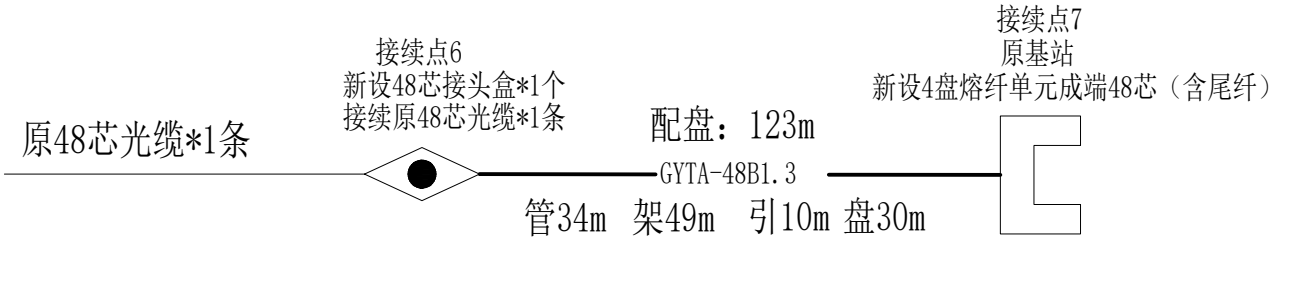 接续点7
原基站
新设4盘熔纤单元成端48芯（含尾纤）
接续点6
新设48芯接头盒*1个
接续原48芯光缆*1条
原48芯光缆*1条
配盘：123m
GYTA-48B1.3
管34m 架49m 引10m 盘30m